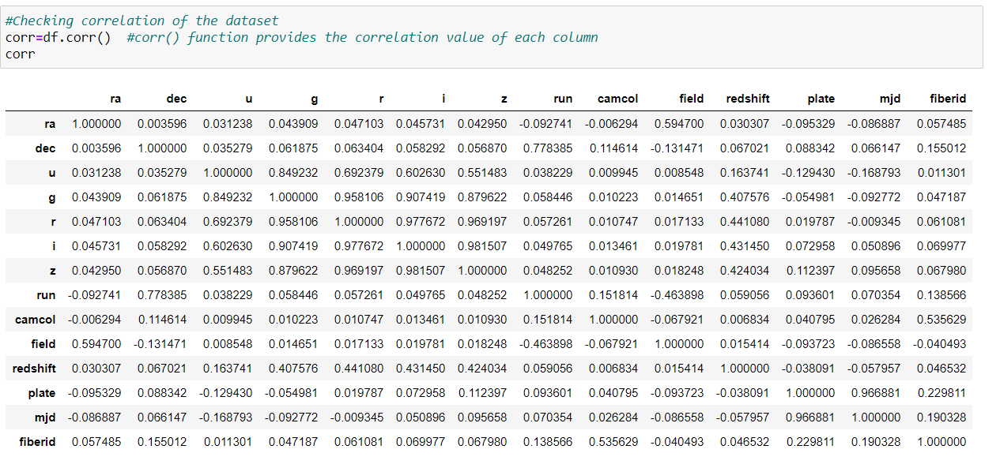 #Checking correlation of the dataset
corr=df.corr() #corr() function provides the correlation value of each column
corr
ra dec u g r i z run camcol field redshift plate mjd fiberid
ra 1.000000 0.003596 0.031238 0.043909 0.047103 0.045731 0.042950 -0.092741 -0.006294 0.594700 0.030307 -0.095329 -0.086887 0.057485
dec 0.003596 1.000000 0.035279 0.061875 0.063404 0.058292 0.056870 0.778385 0.114614 -0.131471 0.067021 0.088342 0.066147 0.155012
u 0.031238 0.035279 1.000000 0.849232 0.692379 0.602630 0.551483 0.038229 0.009945 0.008548 0.163741 -0.129430 -0.168793 0.011301
g 0.043909 0.061875 0.849232 1.000000 0.958106 0.907419 0.879622 0.058446 0.010223 0.014651 0.407576 -0.054981 -0.092772 0.047187
r 0.047103 0.063404 0.692379 0.958106 1.000000 0.977672 0.969197 0.057261 0.010747 0.017133 0.441080 0.019787 -0.009345 0.061081
i 0.045731 0.058292 0.602630 0.907419 0.977672 1.000000 0.981507 0.049765 0.013461 0.019781 0.431450 0.072958 0.050896 0.069977
z 0.042950 0.056870 0.551483 0.879622 0.969197 0.981507 1.000000 0.048252 0.010930 0.018248 0.424034 0.112397 0.095658 0.067980
run -0.092741 0.778385 0.038229 0.058446 0.057261 0.049765 0.048252 1.000000 0.151814 -0.463898 0.059056 0.093601 0.070354 0.138566
camcol -0.006294 0.114614 0.009945 0.010223 0.010747 0.013461 0.010930 0.151814 1.000000 -0.067921 0.006834 0.040795 0.026284 0.535629
field 0.594700 -0.131471 0.008548 0.014651 0.017133 0.019781 0.018248 -0.463898 -0.067921 1.000000 0.015414 -0.093723 -0.086558 -0.040493
redshift 0.030307 0.067021 0.163741 0.407576 0.441080 0.431450 0.424034 0.059056 0.006834 0.015414 1.000000 -0.038091 -0.057957 0.046532
plate -0.095329 0.088342 -0.129430 -0.054981 0.019787 0.072958 0.112397 0.093601 0.040795 -0.093723 -0.038091 1.000000 0.966881 0.229811
mjd -0.086887 0.066147 -0.168793 -0.092772 -0.009345 0.050896 0.095658 0.070354 0.026284 -0.086558 -0.057957 0.966881 1.000000 0.190328
fiberid 0.057485 0.155012 0.011301 0.047187 0.061081 0.069977 0.067980 0.138566 0.535629 -0.040493 0.046532 0.229811 0.190328 1.000000